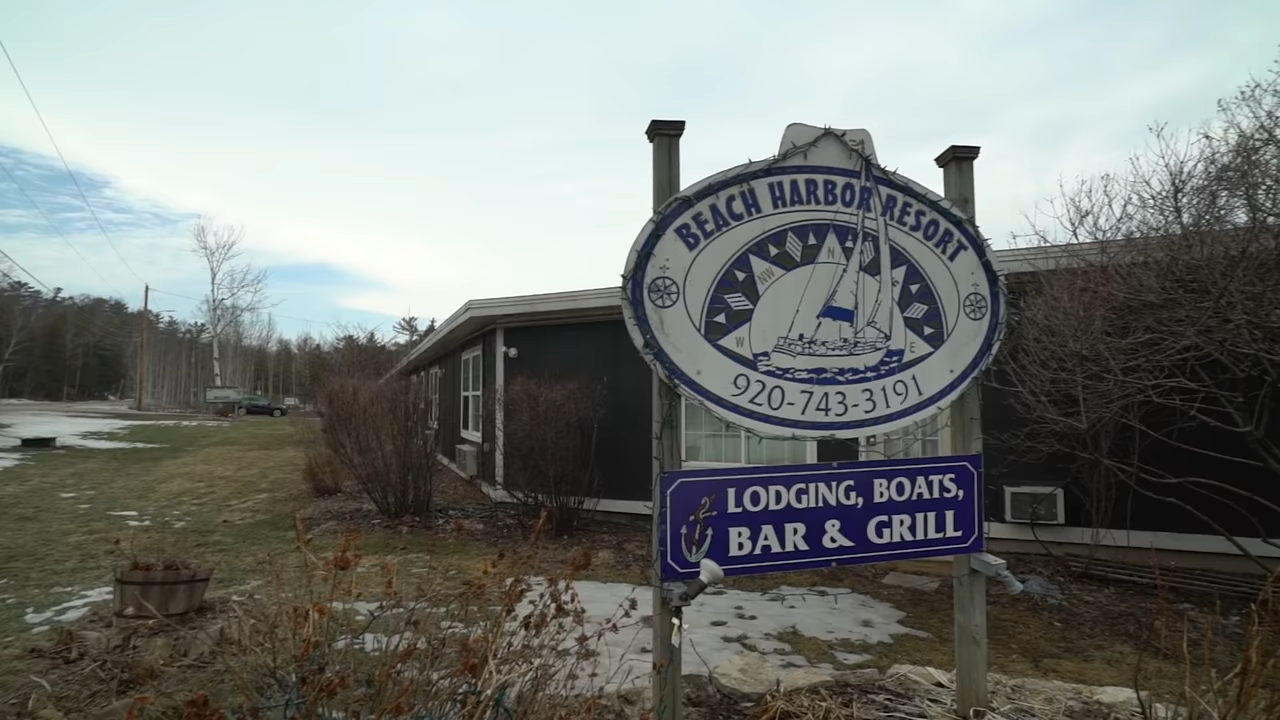 BEACH HARBOR RESORT
N
NW
W
E
920-743-3191
LODGING, BOATS,
BAR & GRILL